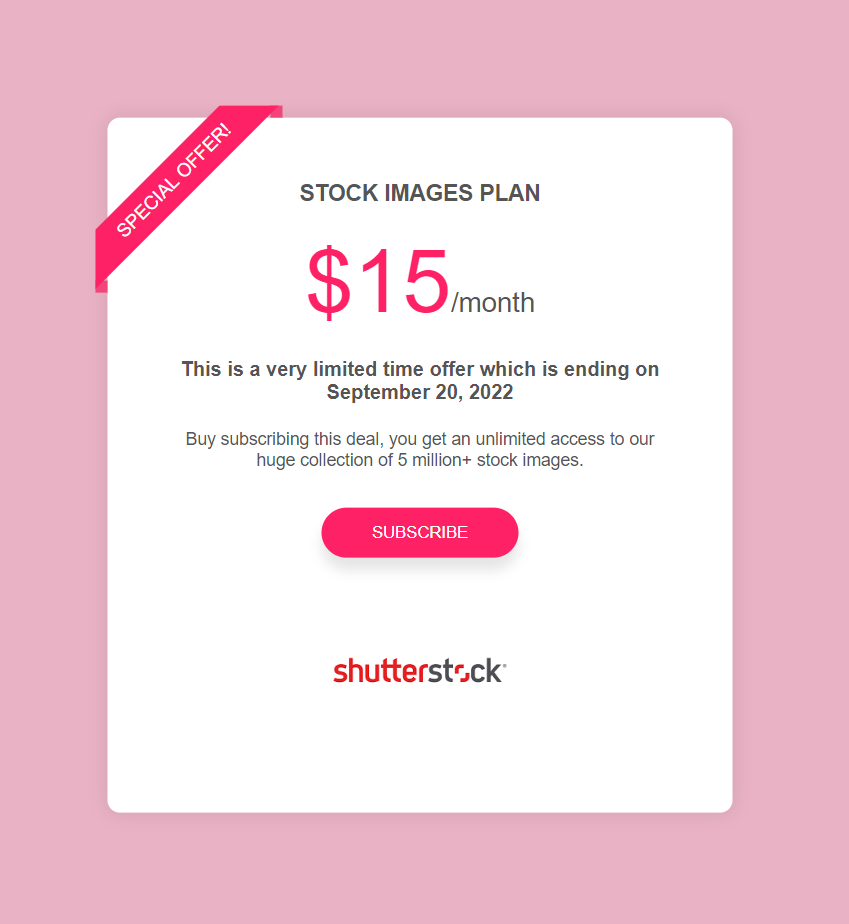 SPECIAL OFFER!
STOCK IMAGES PLAN
$15/month
This is a very limited time offer which is ending on
September 20, 2022
Buy subscribing this deal, you get an unlimited access to our
huge collection of 5 million+ stock images.
SUBSCRIBE
shutterstock